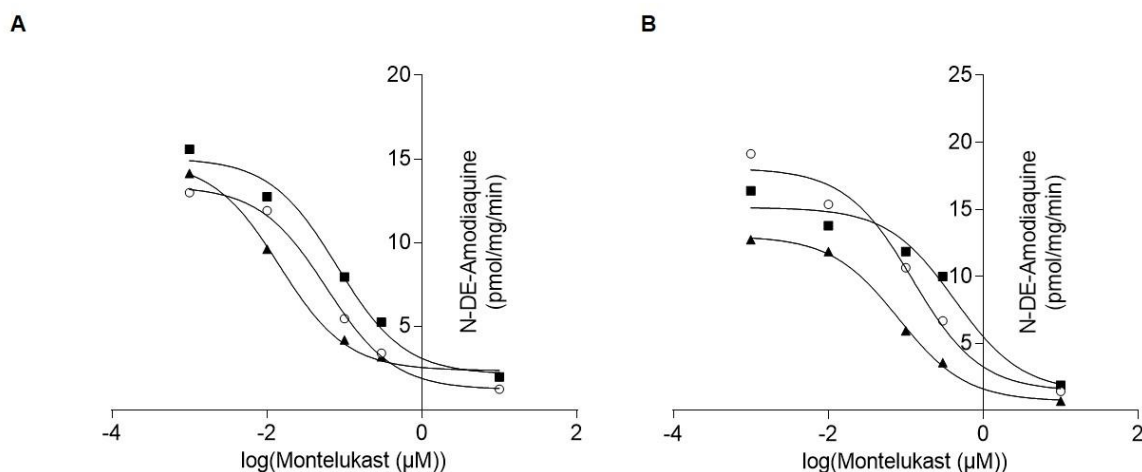 A
20
15
10
5
N-DE-Amodiaquine
(pmol/mg/min)
-4
-2
0
2
log(Montelukast (µM))
B
25
20
15
10
5
N-DE-Amodiaquine
(pmol/mg/min)
-4
-2
0
2
log(Montelukast (µM))